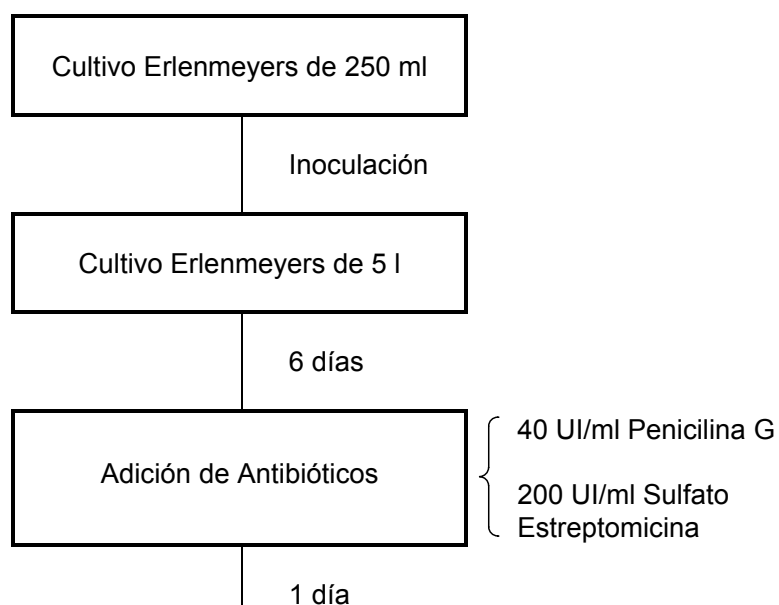 Cultivo Erlenmeyers de 250 ml
Inoculación
Cultivo Erlenmeyers de 5 l
6 días
Adición de Antibióticos
40 UI/ml Penicilina G
200 UI/ml Sulfato
Estreptomicina
1 día